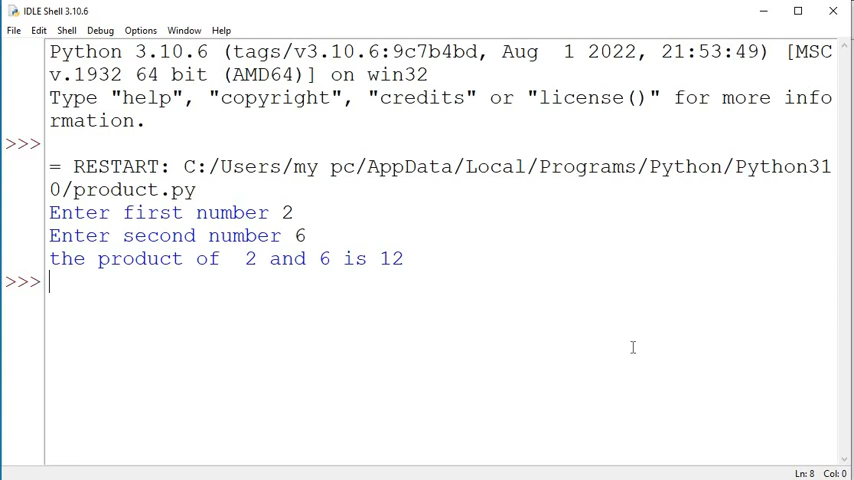 IDLE Shell 3.10.6
File Edit Shell Debug Options Window Help
Python 3.10.6 (tags/v3.10.6:9c7b4bd, Aug  1 2022, 21:53:49) [MSC
v.1932 64 bit (AMD64)] on win32
Type "help", "copyright", "credits" or "license()" for more info
rmation.
>>>
= RESTART: C:/Users/my pc/AppData/Local/Programs/Python/Python31
0/product.py
Enter first number 2
Enter second number 6
the product of  2 and 6 is 12
>>>
Ln: 8 Col: 0